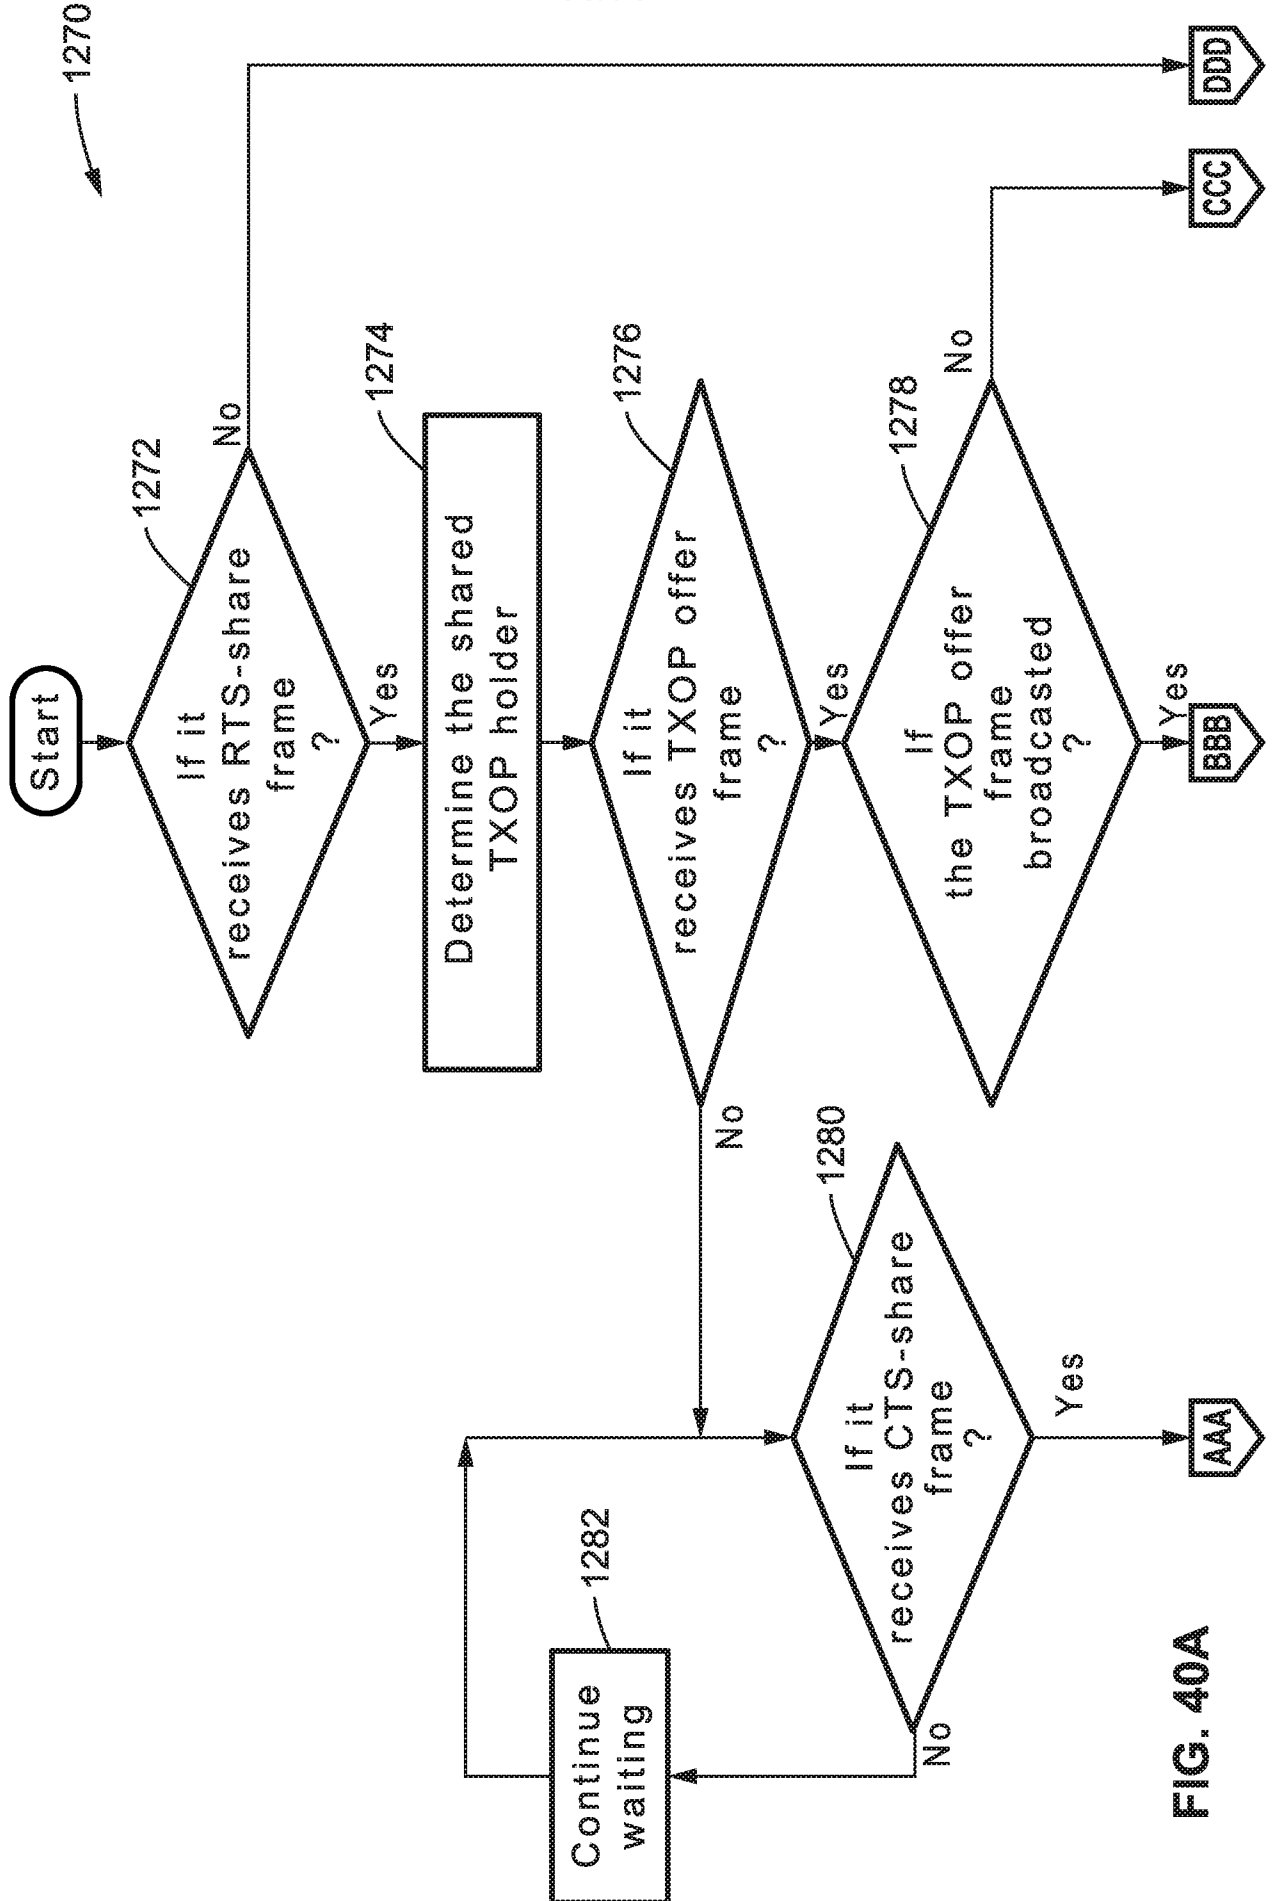 1270
Start
If it
receives RTS-share
frame
?
1272
No
Yes
Determine the shared
TXOP holder
1274
If it
receives TXOP offer
frame
?
1276
No
Yes
If
the TXOP offer
frame
broadcasted
?
1278
No
Yes
If it
receives CTS-share
frame
?
1280
No
Yes
Continue
waiting
1282
AAA
BBB
CCC
DDD
FIG. 40A